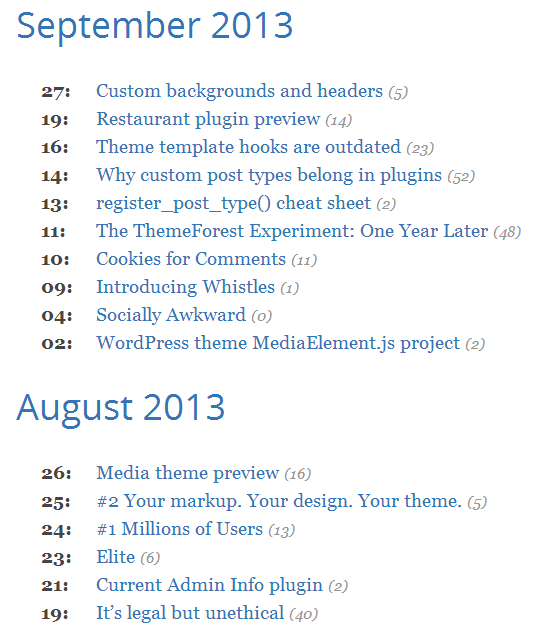 September 2013
27: Custom backgrounds and headers (5)
19: Restaurant plugin preview (14)
16: Theme template hooks are outdated (23)
14: Why custom post types belong in plugins (52)
13: register_post_type() cheat sheet (2)
11: The ThemeForest Experiment: One Year Later (48)
10: Cookies for Comments (11)
09: Introducing Whistles (1)
04: Socially Awkward (0)
02: WordPress theme MediaElement.js project (2)
August 2013
26: Media theme preview (16)
25: #2 Your markup. Your design. Your theme. (5)
24: #1 Millions of Users (13)
23: Elite (6)
21: Current Admin Info plugin (2)
19: It’s legal but unethical (40)